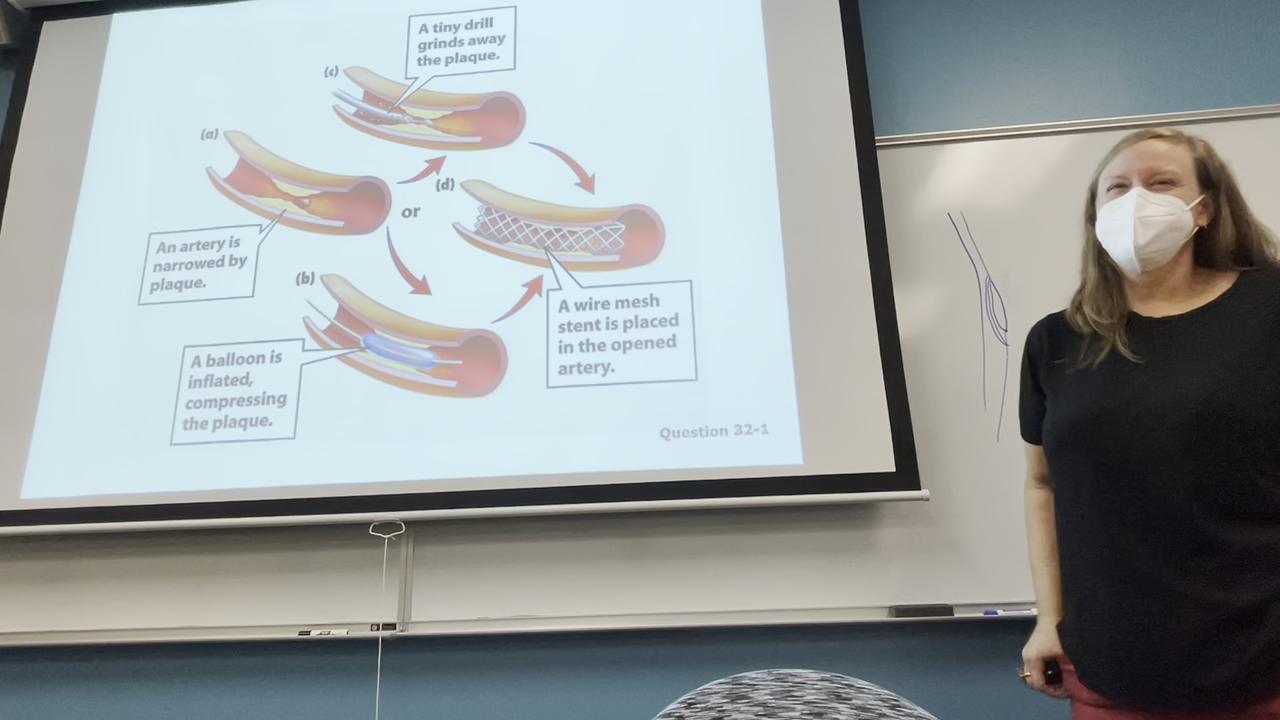 (c)
A tiny drill
grinds away
the plaque.
(a)
An artery is
narrowed by
plaque.
or
(d)
A wire mesh
stent is placed
in the opened
artery.
(b)
A balloon is
inflated,
compressing
the plaque.
Question 32-1